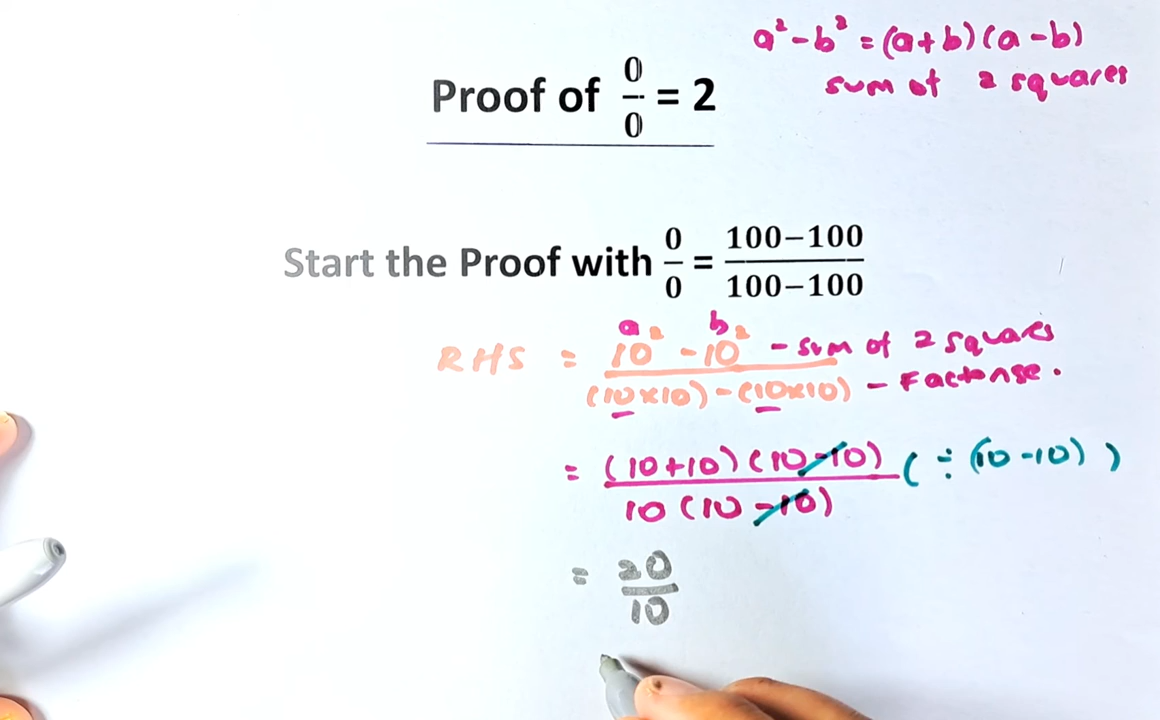 a² - b² = (a+b)(a-b)
sum of 2 squares
Proof of 0/0 = 2
Start the Proof with 0/0 = 100−100/100−100
a b
RHS = 10² - 10² / (10×10) - (10×10) - sum of 2 squares
- Factorise.
= (10+10)(10-10) / 10(10-10) (÷(10-10))
= 20/10